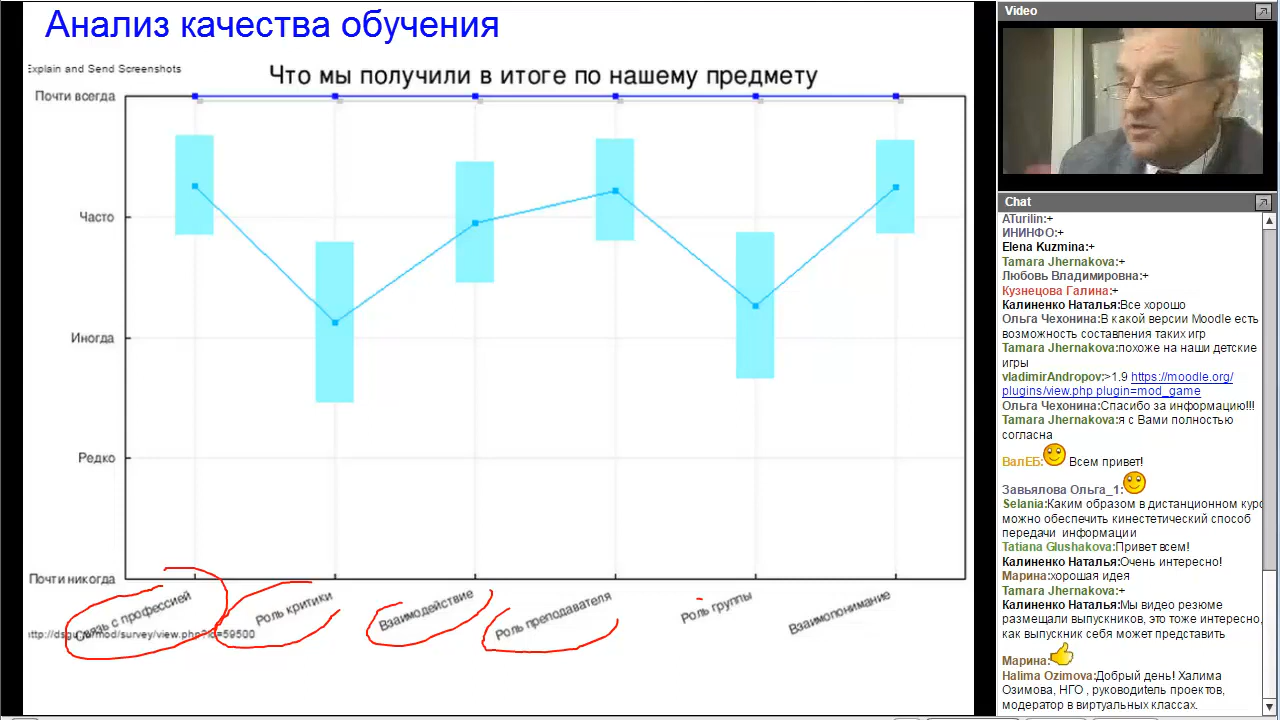 Анализ качества обучения
Explain and Send Screenshots
Что мы получили в итоге по нашему предмету
Почти всегда
Часто
Иногда
Редко
Почти никогда
Связь с профессией
Роль критики
Взаимодействие
Роль преподавателя
Роль группы
Взаимопонимание
Video
Chat
ATurilin:+
ИНИНФО:+
Elena Kuzmina:+
Tamara Jhernakova:+
Любовь Владимировна:+
Кузнецова Галина:+
Калиненко Наталья:Все хорошо
Ольга Чехонина:В какой версии Moodle есть
возможность составления таких игр
Tamara Jhernakova:похоже на наши детские
игры
vladimirAndropov:>1.9 https://moodle.org/
plugins/view.php plugin=mod_game
Ольга Чехонина:Спасибо за информацию!!!
Tamara Jhernakova:я с Вами полностью
согласна
ВалЕБ: Всем привет!
Завьялова Ольга_1:
Selania:Каким образом в дистанционном курс
можно обеспечить кинестетический способ
передачи информации
Tatiana Glushakova:Привет всем!
Калиненко Наталья:Очень интересно!
Марина:хорошая идея
Tamara Jhernakova:+
Калиненко Наталья:Мы видео резюме
размещали выпускников, это тоже интересно,
как выпускник себя может представить
Марина:
Halima Ozimova:Добрый день! Халима
Озимова, НГО , руководитель проектов,
модератор в виртуальных классах.